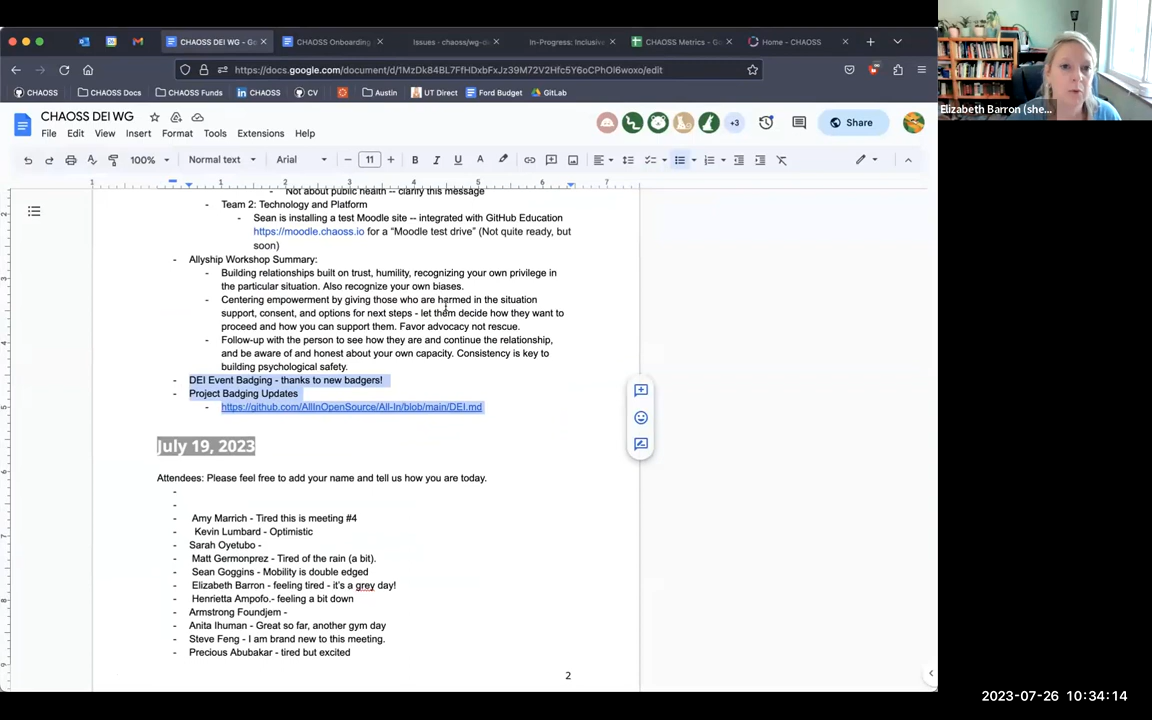 CHAOSS DEI WG - Go
CHAOSS Onboarding
Issues · chaoss/wg-d
In-Progress: Inclusive
CHAOSS Metrics - G
Home - CHAOSS
https://docs.google.com/document/d/1MzDk84BL7FfHDxbFxJz39M72V2Hfc5Y6oCPhOI6woxo/edit
CHAOSS
CHAOSS Docs
CHAOSS Funds
CHAOSS
CV
Austin
UT Direct
Ford Budget
GitLab
CHAOSS DEI WG
File Edit View Insert Format Tools Extensions Help
+3
Share
100%
Normal text
Arial
11
1 1 2 3 4 5 6 7
Not about public health -- clarify this message
- Team 2: Technology and Platform
- Sean is installing a test Moodle site -- integrated with GitHub Education
https://moodle.chaoss.io for a “Moodle test drive” (Not quite ready, but
soon)
- Allyship Workshop Summary:
- Building relationships built on trust, humility, recognizing your own privilege in
the particular situation. Also recognize your own biases.
- Centering empowerment by giving those who are harmed in the situation
support, consent, and options for next steps - let them decide how they want to
proceed and how you can support them. Favor advocacy not rescue.
- Follow-up with the person to see how they are and continue the relationship,
and be aware of and honest about your own capacity. Consistency is key to
building psychological safety.
- DEI Event Badging - thanks to new badgers!
- Project Badging Updates
- https://github.com/AllInOpenSource/All-In/blob/main/DEI.md
July 19, 2023
Attendees: Please feel free to add your name and tell us how you are today.
-
-
- Amy Marrich - Tired this is meeting #4
- Kevin Lumbard - Optimistic
- Sarah Oyetubo -
- Matt Germonprez - Tired of the rain (a bit).
- Sean Goggins - Mobility is double edged
- Elizabeth Barron - feeling tired - it's a grey day!
- Henrietta Ampofo.- feeling a bit down
- Armstrong Foundjem -
- Anita Ihuman - Great so far, another gym day
- Steve Feng - I am brand new to this meeting.
- Precious Abubakar - tired but excited
2
Elizabeth Barron (she...
2023-07-26 10:34:14